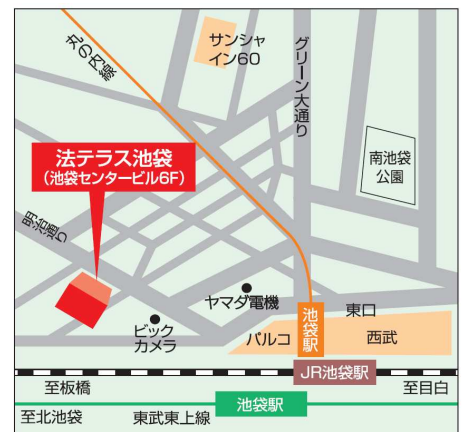 サンシャ
イン60
丸の内線
グリーン大通り
法テラス池袋
(池袋センタービル6F)
南池袋
公園
明治通り
ヤマダ電機
ビック
カメラ
池袋駅
東口
パルコ
西武
JR池袋駅
至板橋
至目白
池袋駅
至北池袋
東武東上線